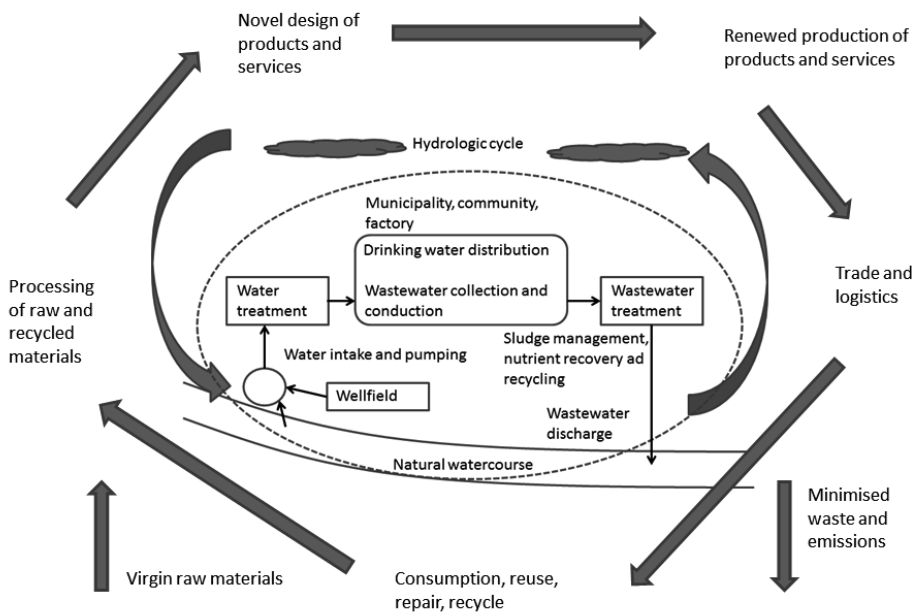 Novel design of
products and
services
Renewed production of
products and services
Hydrologic cycle
Municipality, community,
factory
Drinking water distribution
Wastewater collection and
conduction
Water
treatment
Wastewater
treatment
Processing
of raw and
recycled
materials
Trade and
logistics
Water intake and pumping
Sludge management,
nutrient recovery ad
recycling
Wellfield
Wastewater
discharge
Natural watercourse
Minimised
waste and
emissions
Virgin raw materials
Consumption, reuse,
repair, recycle